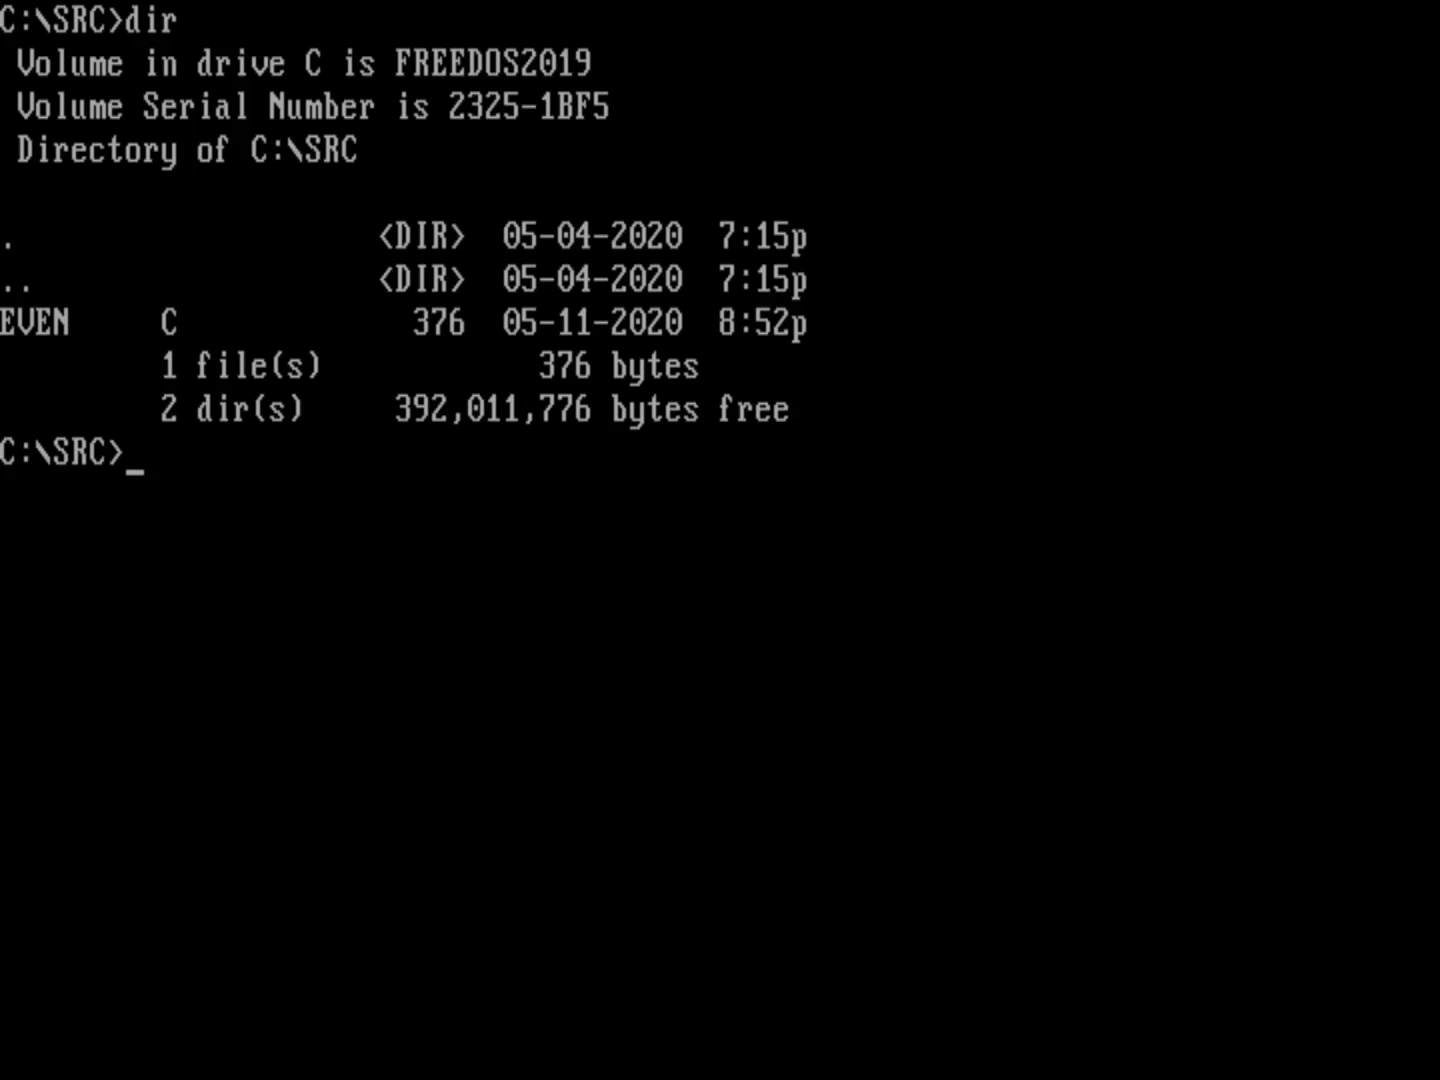 C:\SRC>dir
 Volume in drive C is FREEDOS2019
 Volume Serial Number is 2325-1BF5
 Directory of C:\SRC

.                    <DIR>  05-04-2020  7:15p
..                   <DIR>  05-04-2020  7:15p
EVEN     C             376  05-11-2020  8:52p
         1 file(s)            376 bytes
         2 dir(s)     392,011,776 bytes free
C:\SRC>_